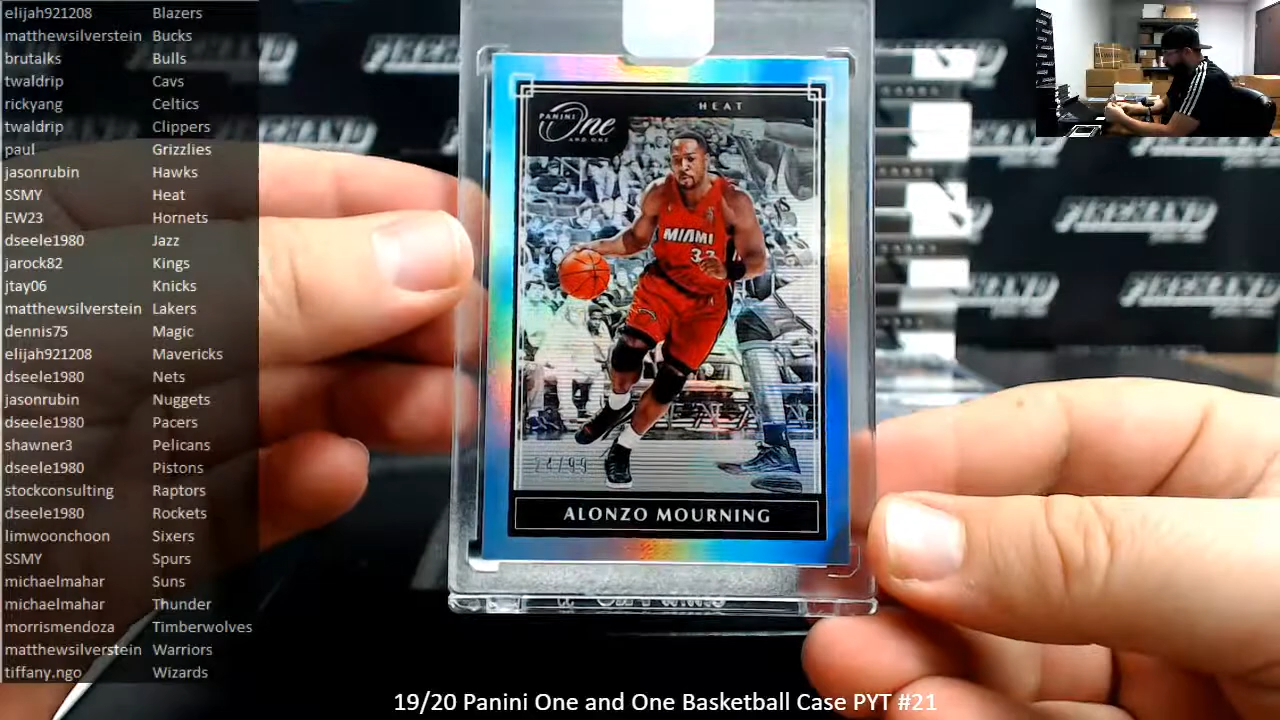 elijah921208 Blazers
matthewsilverstein Bucks
brutalks Bulls
twaldrip Cavs
rickyang Celtics
twaldrip Clippers
paul Grizzlies
jasonrubin Hawks
SSMY Heat
EW23 Hornets
dseele1980 Jazz
jarock82 Kings
jtay06 Knicks
matthewsilverstein Lakers
dennis75 Magic
elijah921208 Mavericks
dseele1980 Nets
jasonrubin Nuggets
dseele1980 Pacers
shawner3 Pelicans
dseele1980 Pistons
stockconsulting Raptors
dseele1980 Rockets
limwoonchoon Sixers
SSMY Spurs
michaelmahar Suns
michaelmahar Thunder
morrismendoza Timberwolves
matthewsilverstein Warriors
tiffany.ngo Wizards
HEAT
PANINI
One
AND ONE
MIAMI
33
ALONZO MOURNING
19/20 Panini One and One Basketball Case PYT #21